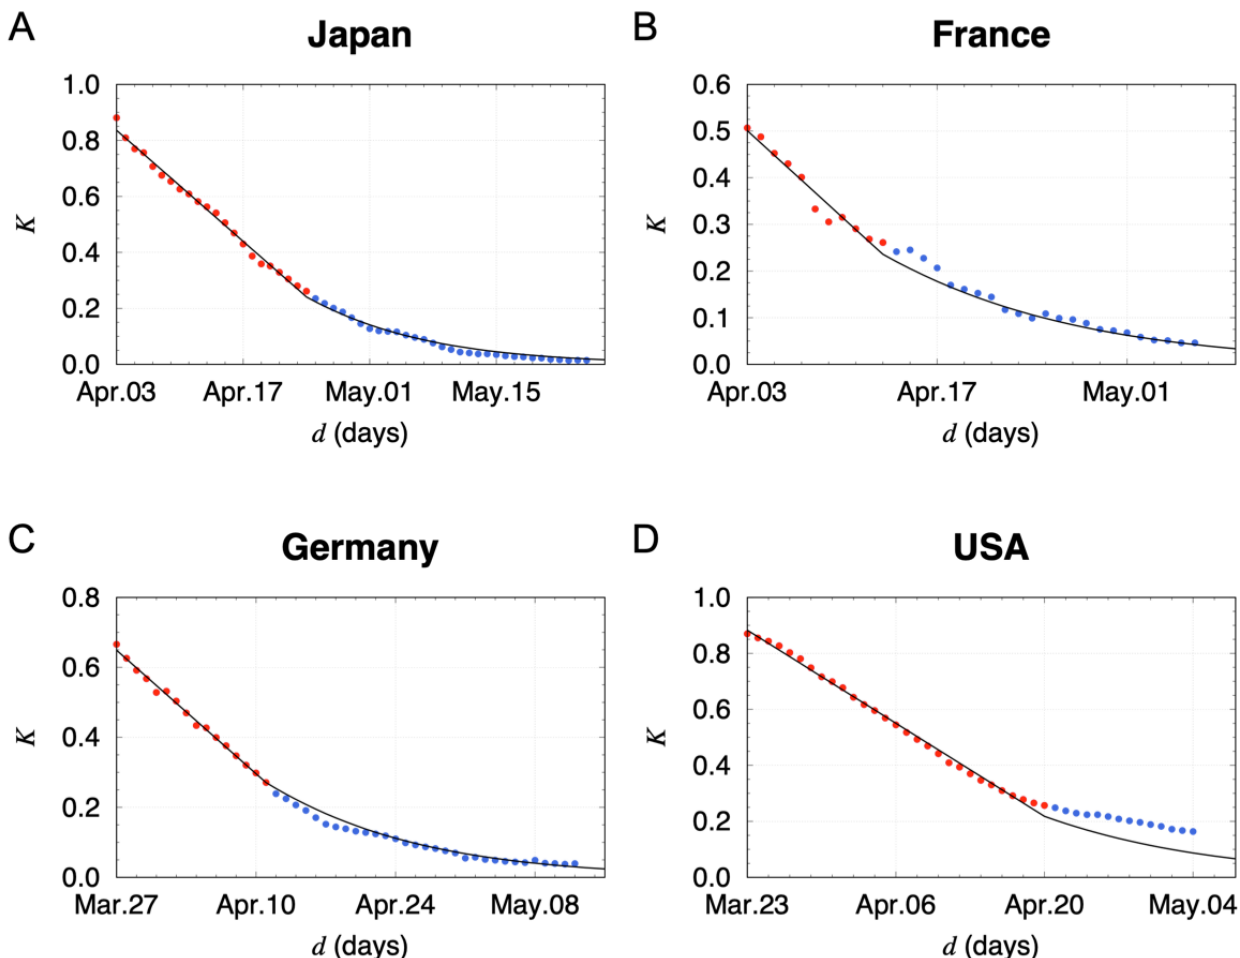 A
Japan
1.0
0.8
0.6
0.4
0.2
0.0
K
Apr.03 Apr.17 May.01 May.15
d (days)
B
France
0.6
0.5
0.4
0.3
0.2
0.1
0.0
K
Apr.03 Apr.17 May.01
d (days)
C
Germany
0.8
0.6
0.4
0.2
0.0
K
Mar.27 Apr.10 Apr.24 May.08
d (days)
D
USA
1.0
0.8
0.6
0.4
0.2
0.0
K
Mar.23 Apr.06 Apr.20 May.04
d (days)